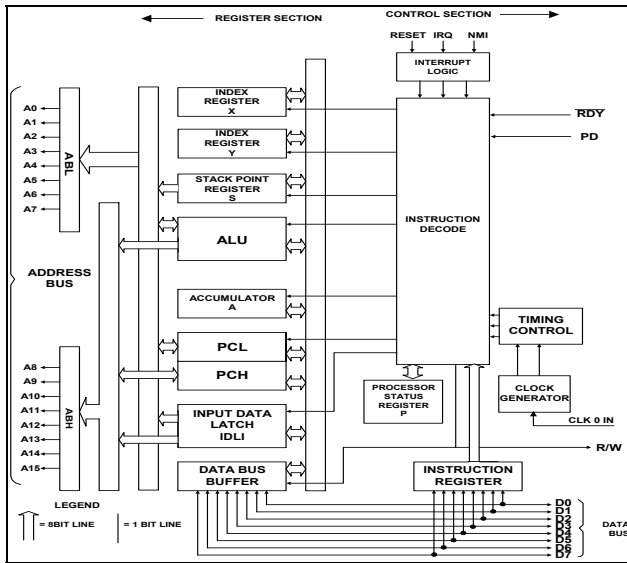 REGISTER SECTION
CONTROL SECTION
RESET IRQ NMI
INTERRUPT
LOGIC
A0
A1
A2
A3
A4
A5
A6
A7
ABL
ADDRESS
BUS
A8
A9
A10
A11
A12
A13
A14
A15
ABH
INDEX
REGISTER
X
INDEX
REGISTER
Y
STACK POINT
REGISTER
S
ALU
ACCUMULATOR
A
PCL
PCH
INPUT DATA
LATCH
IDLI
DATA BUS
BUFFER
INSTRUCTION
DECODE
RDY
PD
TIMING
CONTROL
CLOCK
GENERATOR
CLK 0 IN
PROCESSOR
STATUS
REGISTER
P
R/W
INSTRUCTION
REGISTER
D0
D1
D2
D3
D4
D5
D6
D7
DATA
BUS
LEGEND
= 8BIT LINE
= 1 BIT LINE